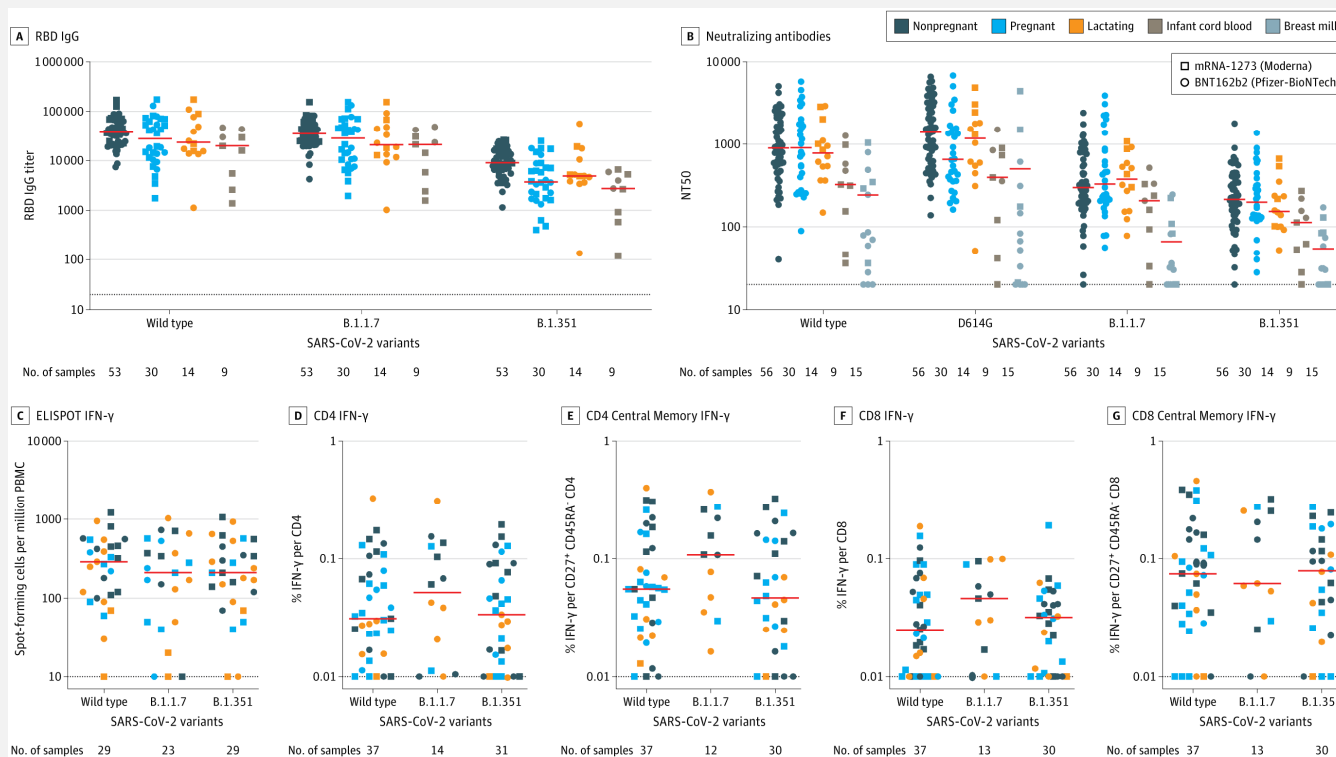 Nonpregnant Pregnant Lactating Infant cord blood Breast mil
A RBD IgG
B Neutralizing antibodies
mRNA-1273 (Moderna)
BNT162b2 (Pfizer-BioNTech
RBD IgG titer
1000000
100000
10000
1000
100
10
Wild type B.1.1.7 B.1.351
SARS-CoV-2 variants
No. of samples 53 30 14 9 53 30 14 9 53 30 14 9
NT50
10000
1000
100
10
Wild type D614G B.1.1.7 B.1.351
SARS-CoV-2 variants
No. of samples 56 30 14 9 15 56 30 14 9 15 56 30 14 9 15 56 30 14 9 15
C ELISPOT IFN-γ
Spot-forming cells per million PBMC
10000
1000
100
10
Wild type B.1.1.7 B.1.351
SARS-CoV-2 variants
No. of samples 29 23 29
D CD4 IFN-γ
% IFN-γ per CD4
1
0.1
0.01
Wild type B.1.1.7 B.1.351
SARS-CoV-2 variants
No. of samples 37 14 31
E CD4 Central Memory IFN-γ
% IFN-γ per CD27+ CD45RA- CD4
1
0.1
0.01
Wild type B.1.1.7 B.1.351
SARS-CoV-2 variants
No. of samples 37 12 30
F CD8 IFN-γ
% IFN-γ per CD8
1
0.1
0.01
Wild type B.1.1.7 B.1.351
SARS-CoV-2 variants
No. of samples 37 13 30
G CD8 Central Memory IFN-γ
% IFN-γ per CD27+ CD45RA- CD8
1
0.1
0.01
Wild type B.1.1.7 B.1.35
SARS-CoV-2 variants
No. of samples 37 13 30